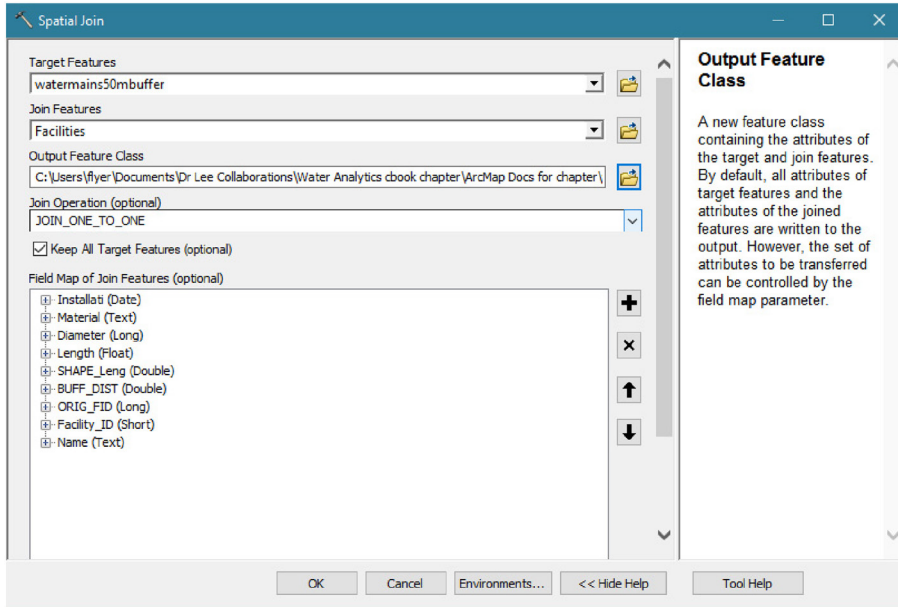 Spatial Join
Target Features
watermains50mbuffer
Join Features
Facilities
Output Feature Class
C:\Users\flyer\Documents\Dr Lee Collaborations\Water Analytics cbook chapter\ArcMap Docs for chapter\
Join Operation (optional)
JOIN_ONE_TO_ONE
Keep All Target Features (optional)
Field Map of Join Features (optional)
Installati (Date)
Material (Text)
Diameter (Long)
Length (Float)
SHAPE_Leng (Double)
BUFF_DIST (Double)
ORIG_FID (Long)
Facility_ID (Short)
Name (Text)
OK
Cancel
Environments...
<< Hide Help
Output Feature
Class
A new feature class
containing the attributes of
the target and join features.
By default, all attributes of
target features and the
attributes of the joined
features are written to the
output. However, the set of
attributes to be transferred
can be controlled by the
field map parameter.
Tool Help